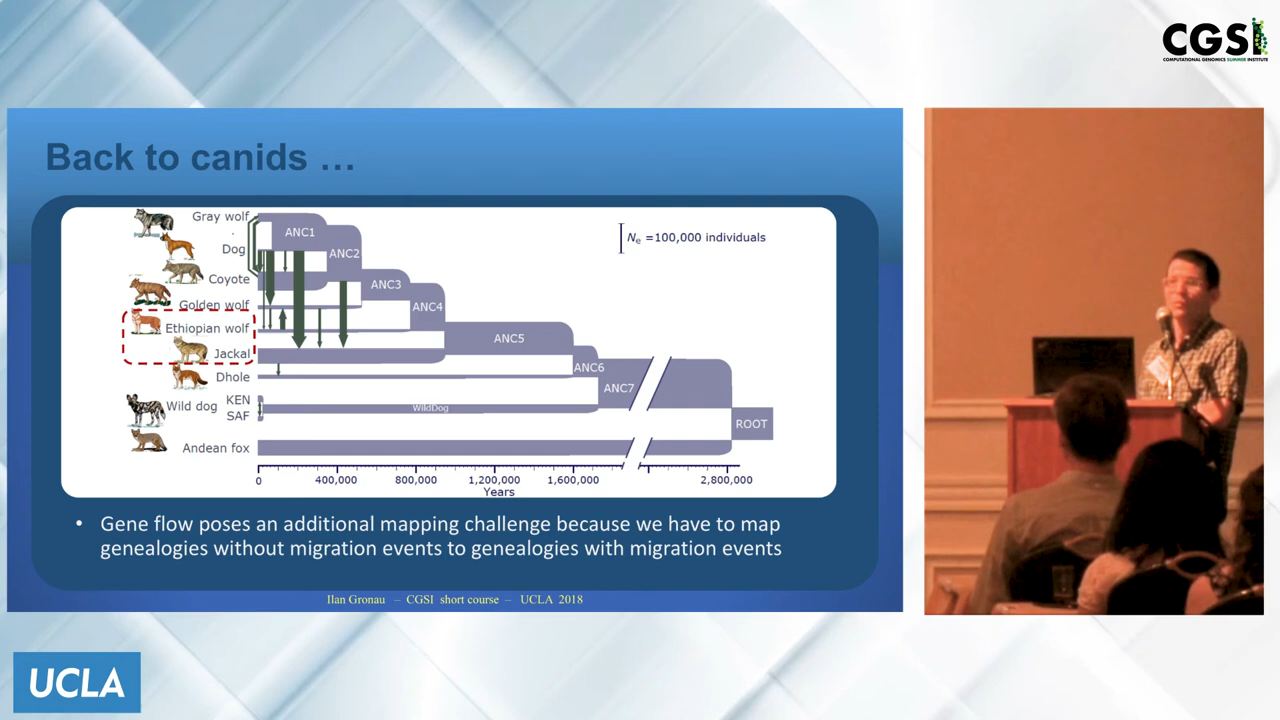 CGSI
COMPUTATIONAL GENOMICS SUMMER INSTITUTE
Back to canids …
Gray wolf
Dog
Coyote
Golden wolf
Ethiopian wolf
Jackal
Dhole
Wild dog
KEN
SAF
Andean fox
ANC1
ANC2
ANC3
ANC4
ANC5
ANC6
ANC7
WildDog
ROOT
Ne =100,000 individuals
0 400,000 800,000 1,200,000 1,600,000 2,800,000
Years
• Gene flow poses an additional mapping challenge because we have to map
genealogies without migration events to genealogies with migration events
Ilan Gronau – CGSI short course – UCLA 2018
UCLA